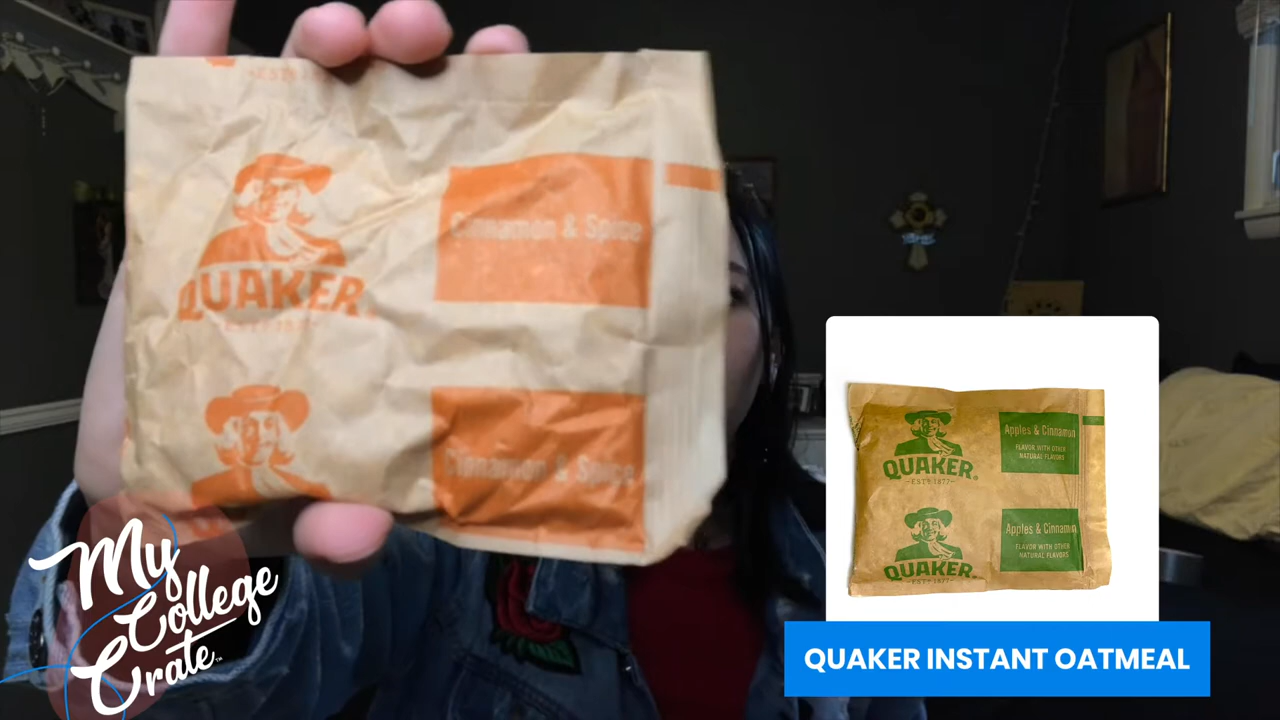 QUAKER
Cinnamon & Spice
Cinnamon & Spice
QUAKER®
EST? 1877
Apples & Cinnamon
FLAVOR WITH OTHER
NATURAL FLAVORS
QUAKER®
EST? 1877
Apples & Cinnamon
FLAVOR WITH OTHER
NATURAL FLAVORS
My
College
Crate™
QUAKER INSTANT OATMEAL